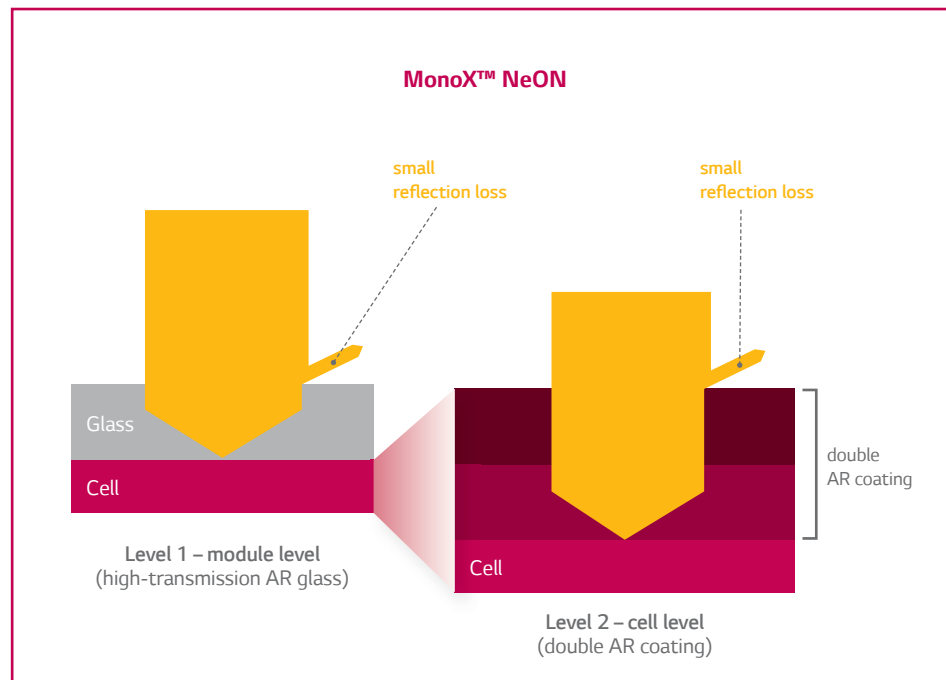 MonoX™ NeON
small
reflection loss
small
reflection loss
Glass
Cell
Level 1 – module level
(high-transmission AR glass)
double
AR coating
Cell
Level 2 – cell level
(double AR coating)